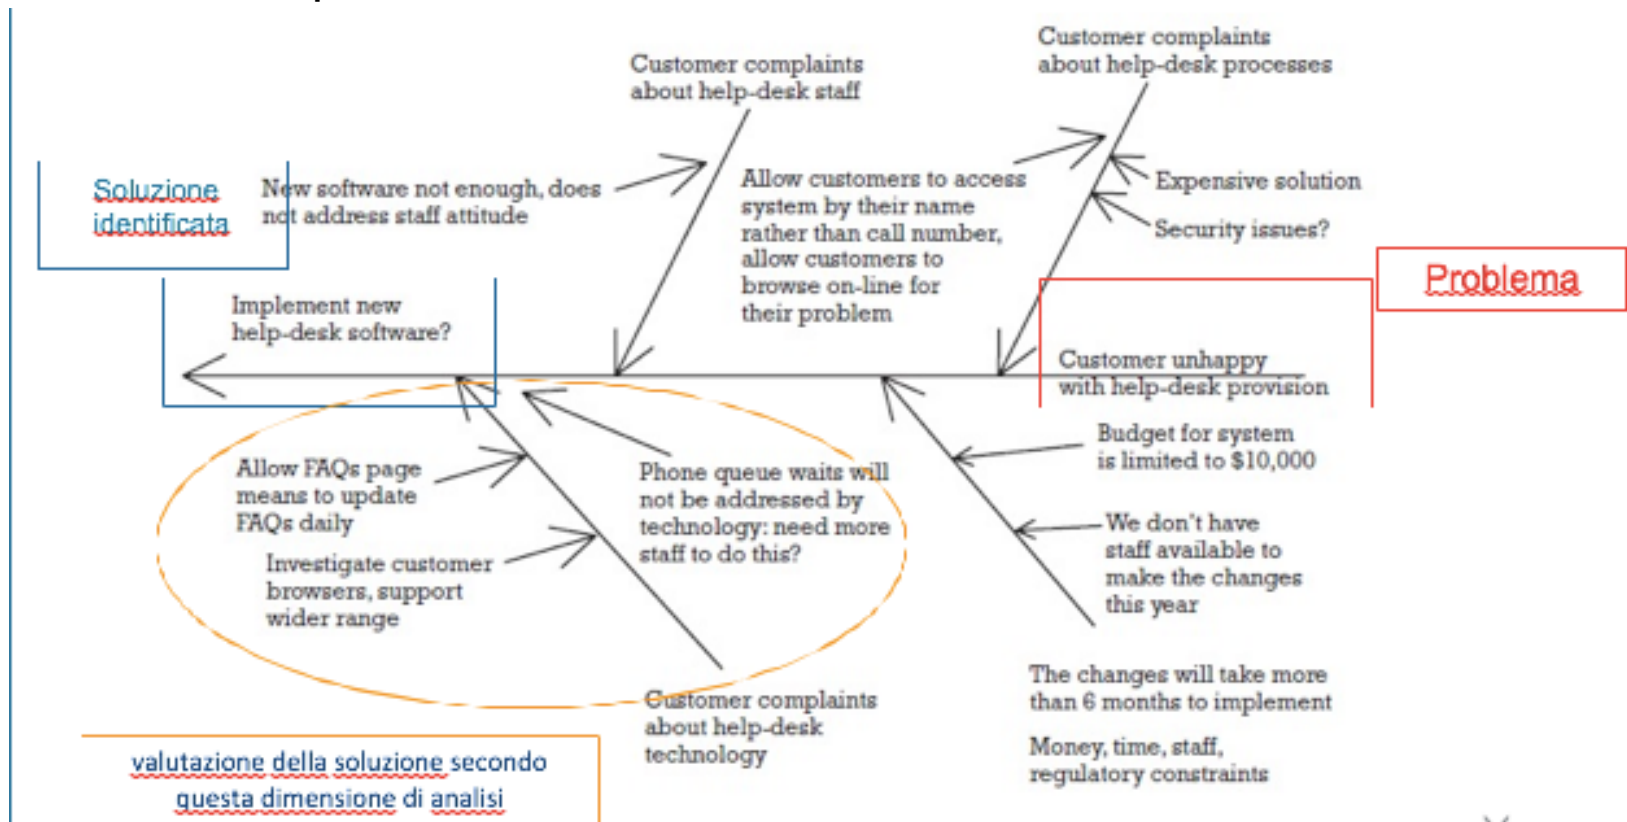 Customer complaints
about help-desk processes
Customer complaints
about help-desk staff
Soluzione
identificata
New software not enough, does
not address staff attitude
Allow customers to access
system by their name
rather than call number,
allow customers to
browse on-line for
their problem
Expensive solution
Security issues?
Problema
Implement new
help-desk software?
Customer unhappy
with help-desk provision
Allow FAQs page
means to update
FAQs daily
Investigate customer
browsers, support
wider range
Phone queue waits will
not be addressed by
technology: need more
staff to do this?
Budget for system
is limited to $10,000
We don't have
staff available to
make the changes
this year
Customer complaints
about help-desk
technology
The changes will take more
than 6 months to implement
Money, time, staff,
regulatory constraints
valutazione della soluzione secondo
questa dimensione di analisi